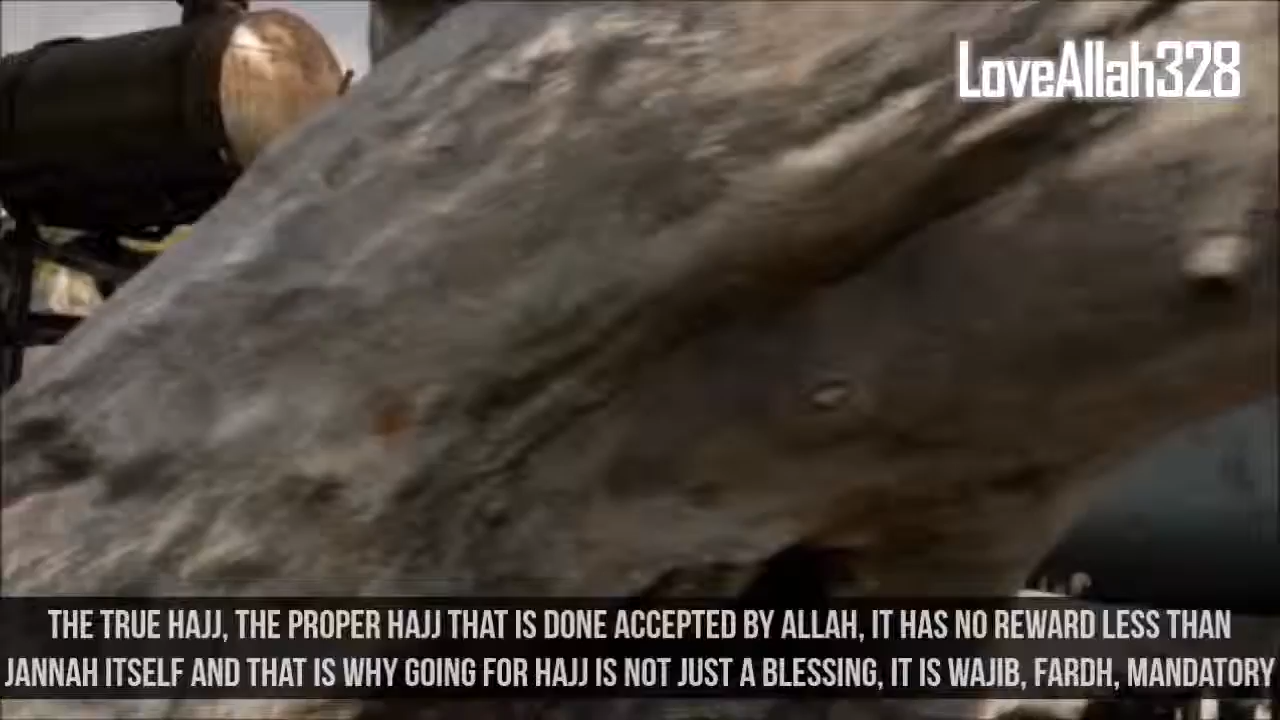 LoveAllah328
THE TRUE HAJJ, THE PROPER HAJJ THAT IS DONE ACCEPTED BY ALLAH, IT HAS NO REWARD LESS THAN
JANNAH ITSELF AND THAT IS WHY GOING FOR HAJJ IS NOT JUST A BLESSING, IT IS WAJIB, FARDH, MANDATORY